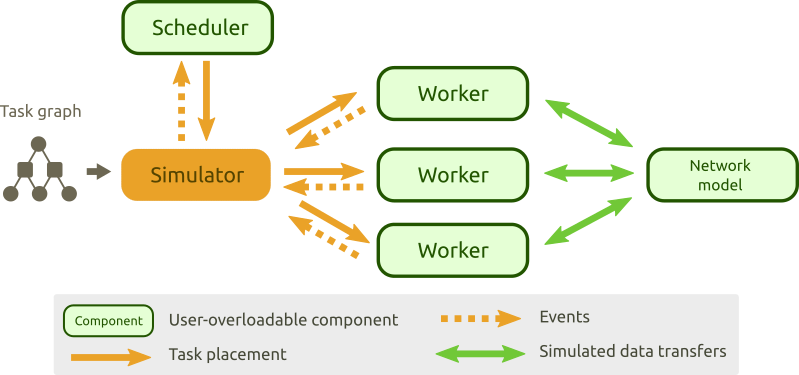 Scheduler
Task graph
Simulator
Worker
Worker
Worker
Network
model
Component
User-overloadable component
Events
Task placement
Simulated data transfers